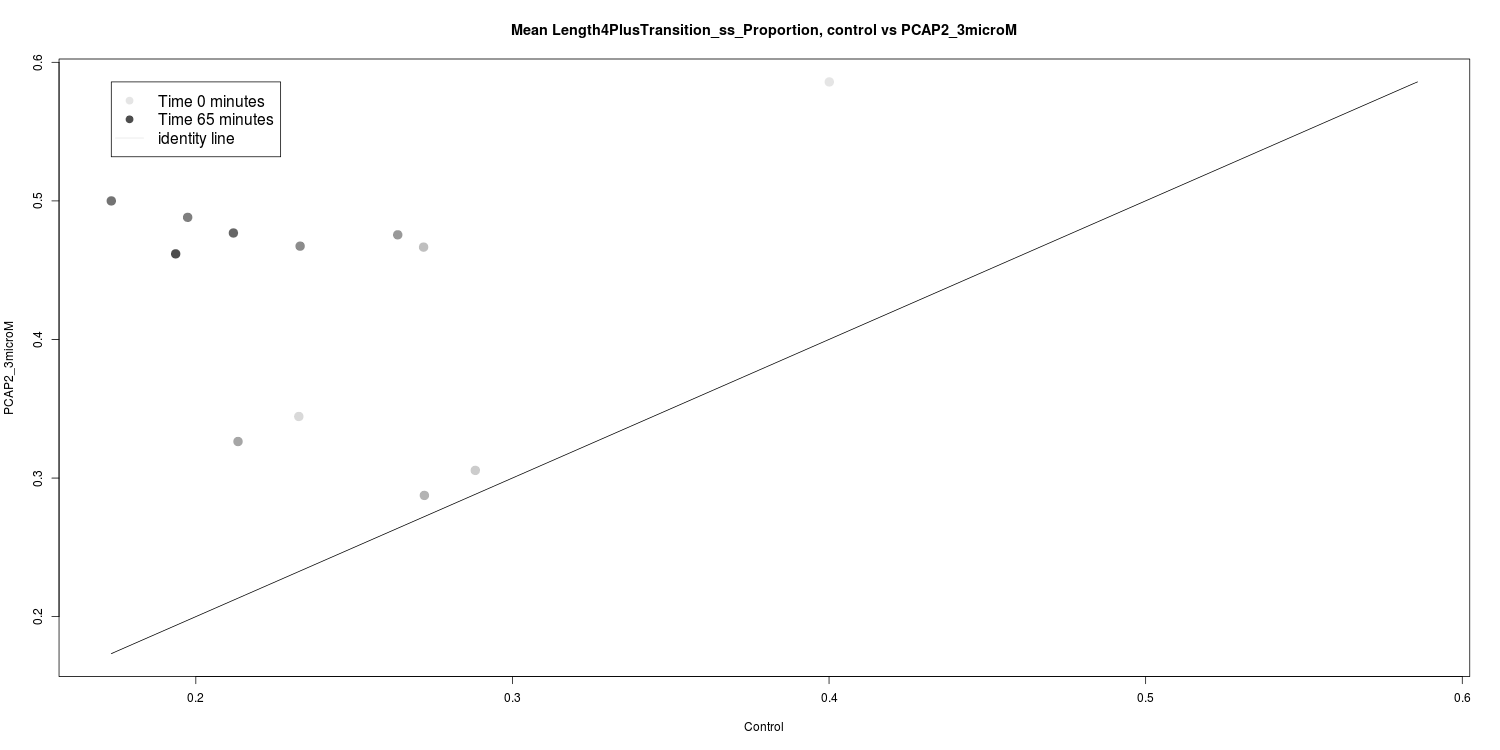 Mean Length4PlusTransition_ss_Proportion, control vs PCAP2_3microM
Time 0 minutes
Time 65 minutes
identity line
PCAP2_3microM
0.6
0.5
0.4
0.3
0.2
0.2 0.3 0.4 0.5 0.6
Control